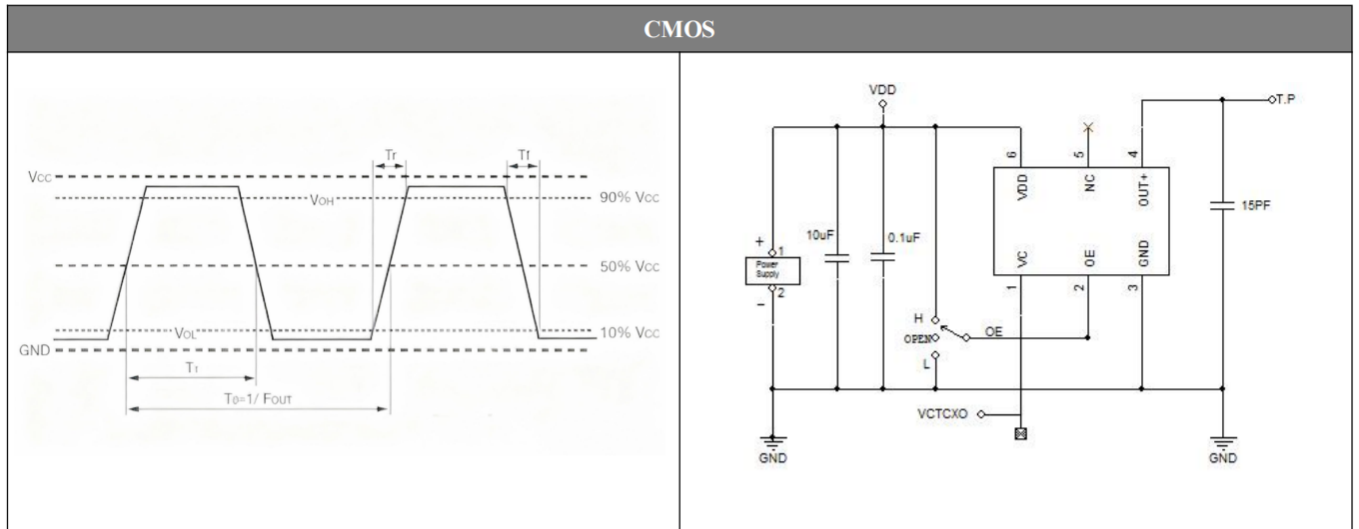 CMOS
Tr
Tf
Vcc
VOH
90% Vcc
50% Vcc
VOL
10% Vcc
GND
T1
T0=1/ FOUT
VDD
T.P
6
5
4
VDD
NC
OUT+
15PF
10uF
0.1uF
+
1
Power
Supply
2
−
VC
OE
GND
1
2
3
H
OPEN
OE
L
VCTCXO
GND
GND